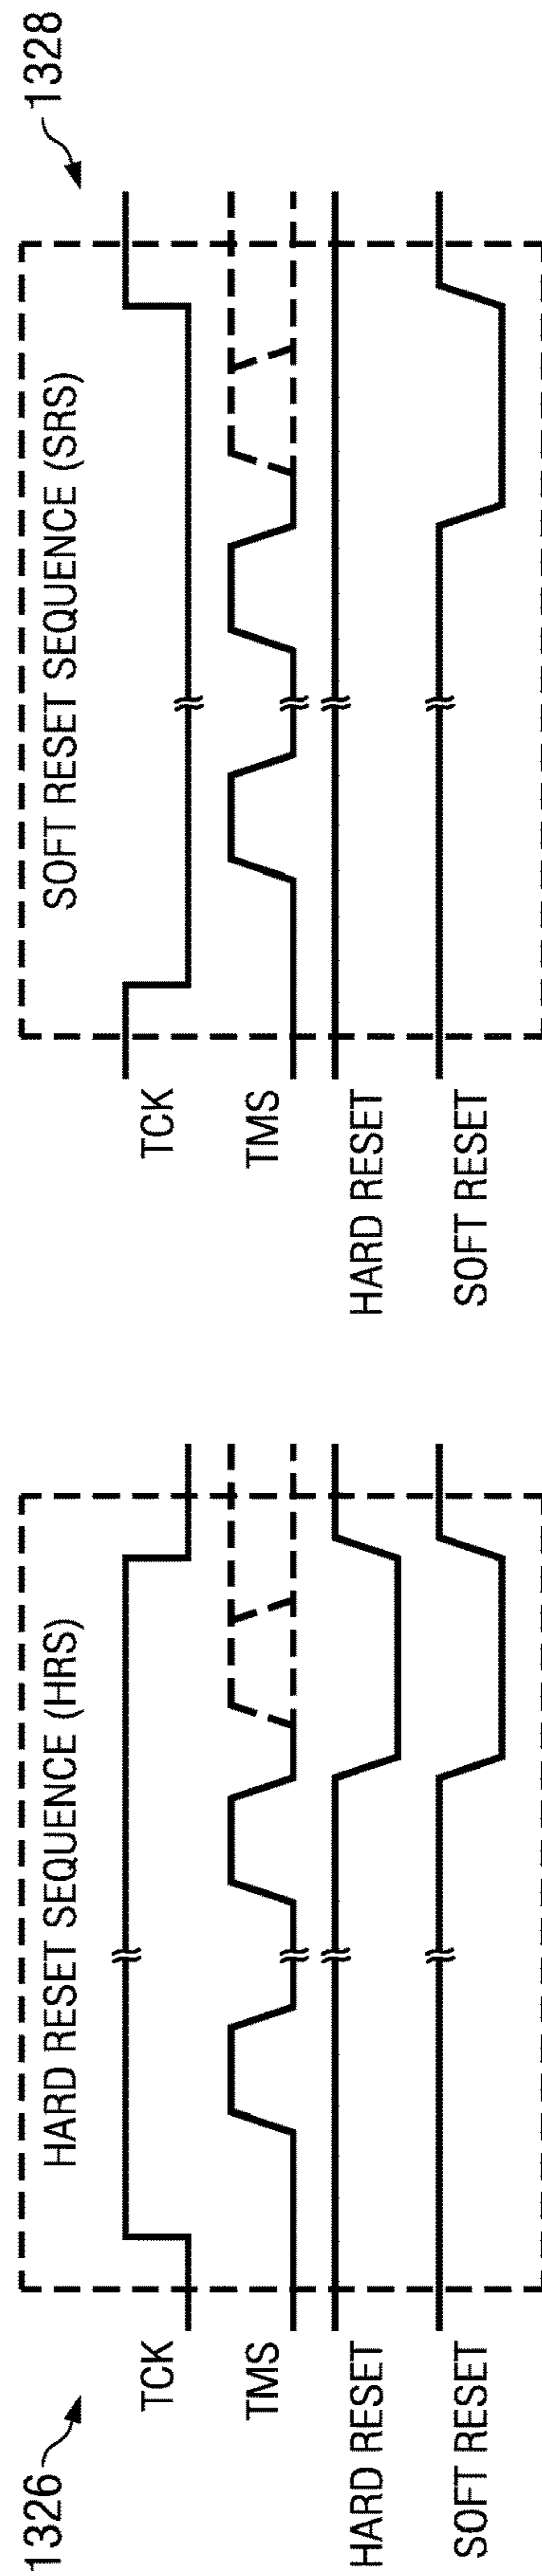 1326
HARD RESET SEQUENCE (HRS)
TCK
TMS
HARD RESET
SOFT RESET
1328
SOFT RESET SEQUENCE (SRS)
TCK
TMS
HARD RESET
SOFT RESET